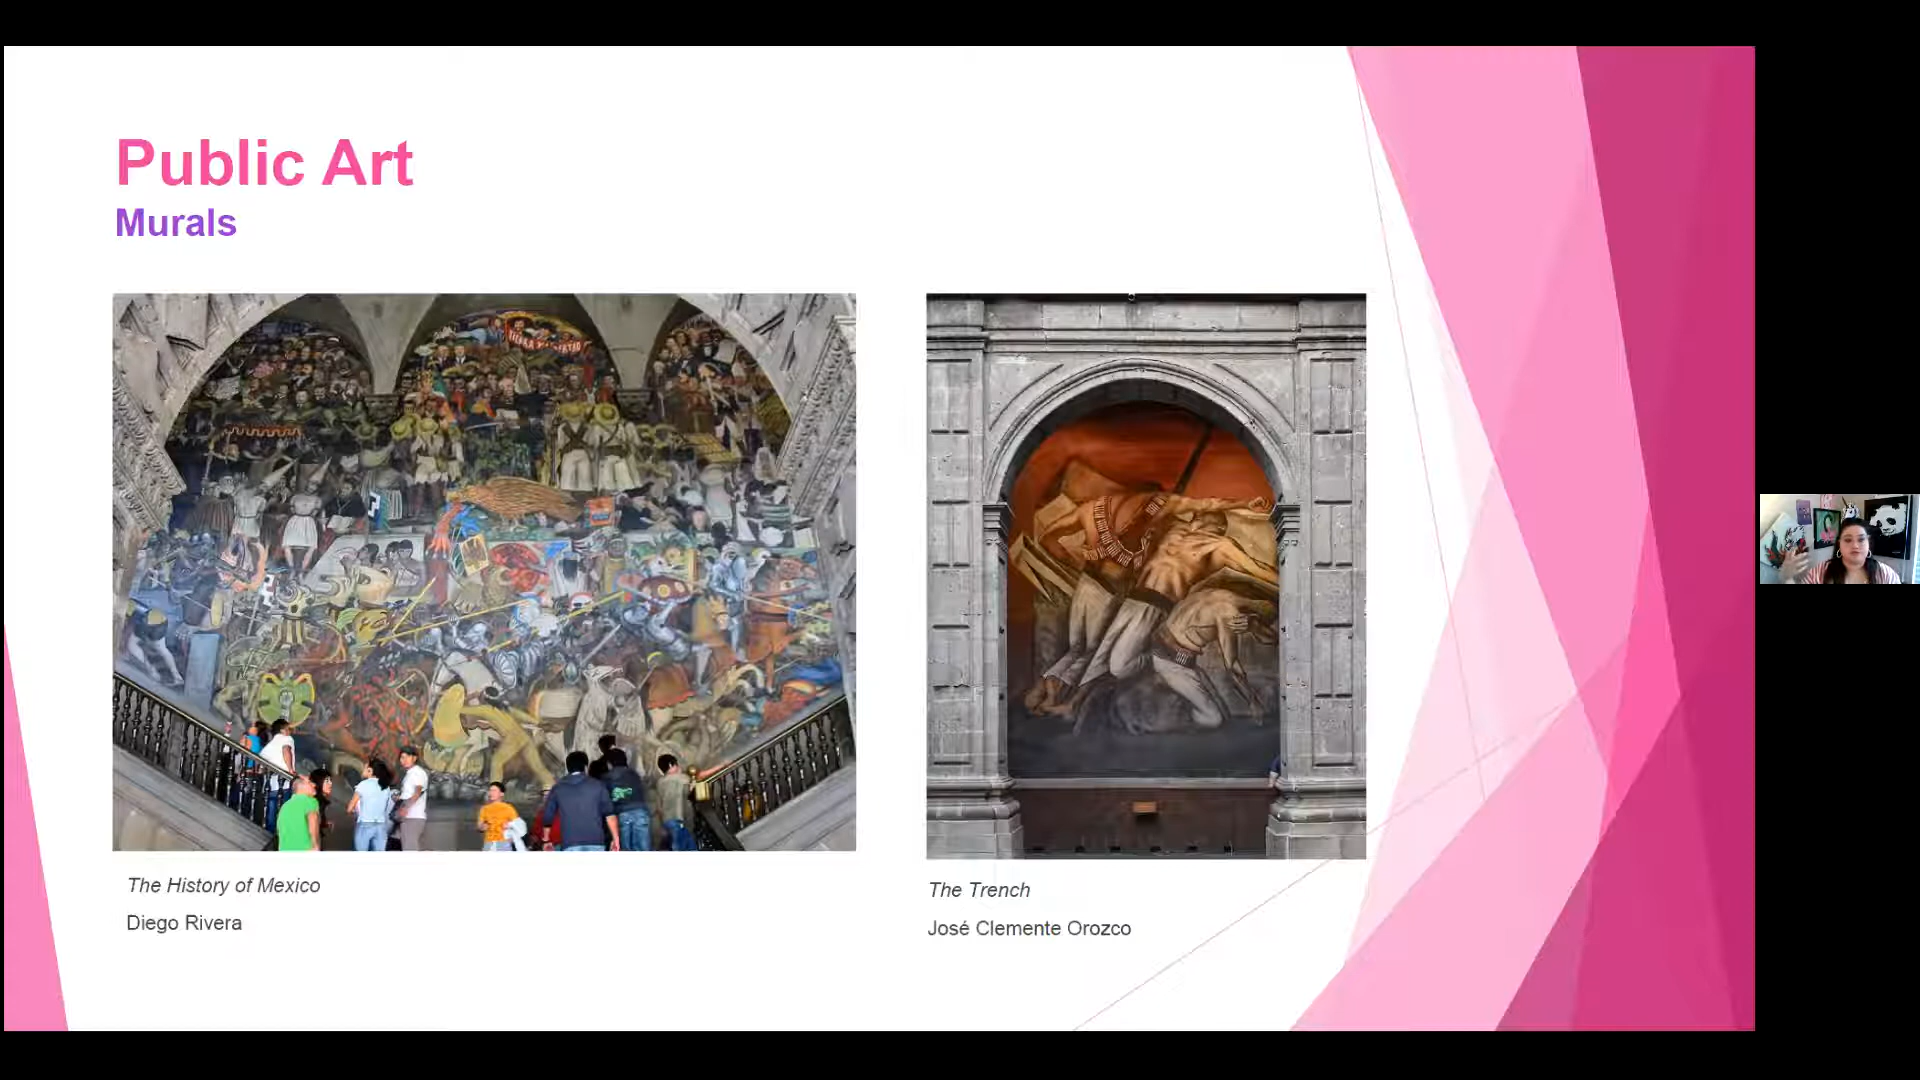 Public Art
Murals
The History of Mexico
Diego Rivera
The Trench
José Clemente Orozco